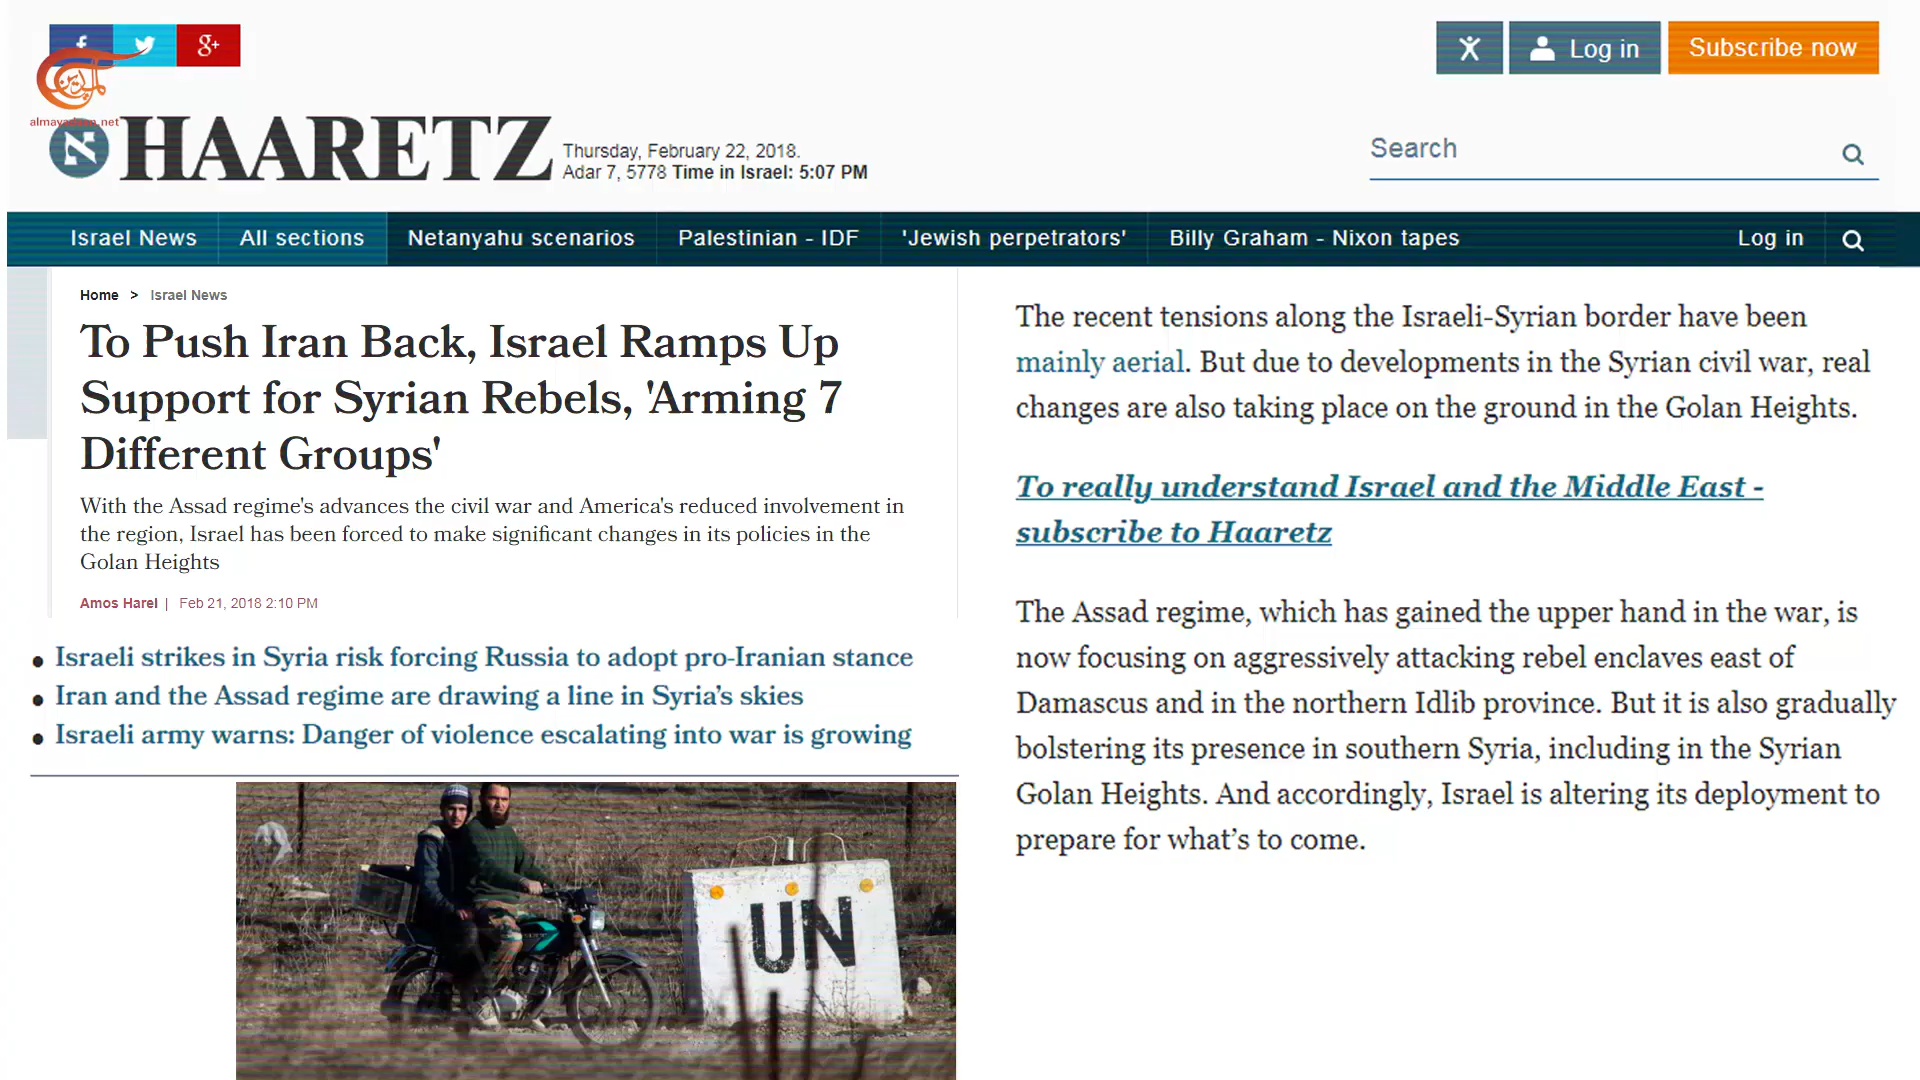 f
g+
Log in
Subscribe now
الميادين
almayadeen.net
א HAARETZ
Thursday, February 22, 2018.
Adar 7, 5778 Time in Israel: 5:07 PM
Search
Israel News
All sections
Netanyahu scenarios
Palestinian - IDF
'Jewish perpetrators'
Billy Graham - Nixon tapes
Log in
Home > Israel News
To Push Iran Back, Israel Ramps Up
Support for Syrian Rebels, 'Arming 7
Different Groups'
With the Assad regime's advances the civil war and America's reduced involvement in
the region, Israel has been forced to make significant changes in its policies in the
Golan Heights
Amos Harel | Feb 21, 2018 2:10 PM
• Israeli strikes in Syria risk forcing Russia to adopt pro-Iranian stance
• Iran and the Assad regime are drawing a line in Syria's skies
• Israeli army warns: Danger of violence escalating into war is growing
UN
The recent tensions along the Israeli-Syrian border have been
mainly aerial. But due to developments in the Syrian civil war, real
changes are also taking place on the ground in the Golan Heights.
To really understand Israel and the Middle East -
subscribe to Haaretz
The Assad regime, which has gained the upper hand in the war, is
now focusing on aggressively attacking rebel enclaves east of
Damascus and in the northern Idlib province. But it is also gradually
bolstering its presence in southern Syria, including in the Syrian
Golan Heights. And accordingly, Israel is altering its deployment to
prepare for what's to come.